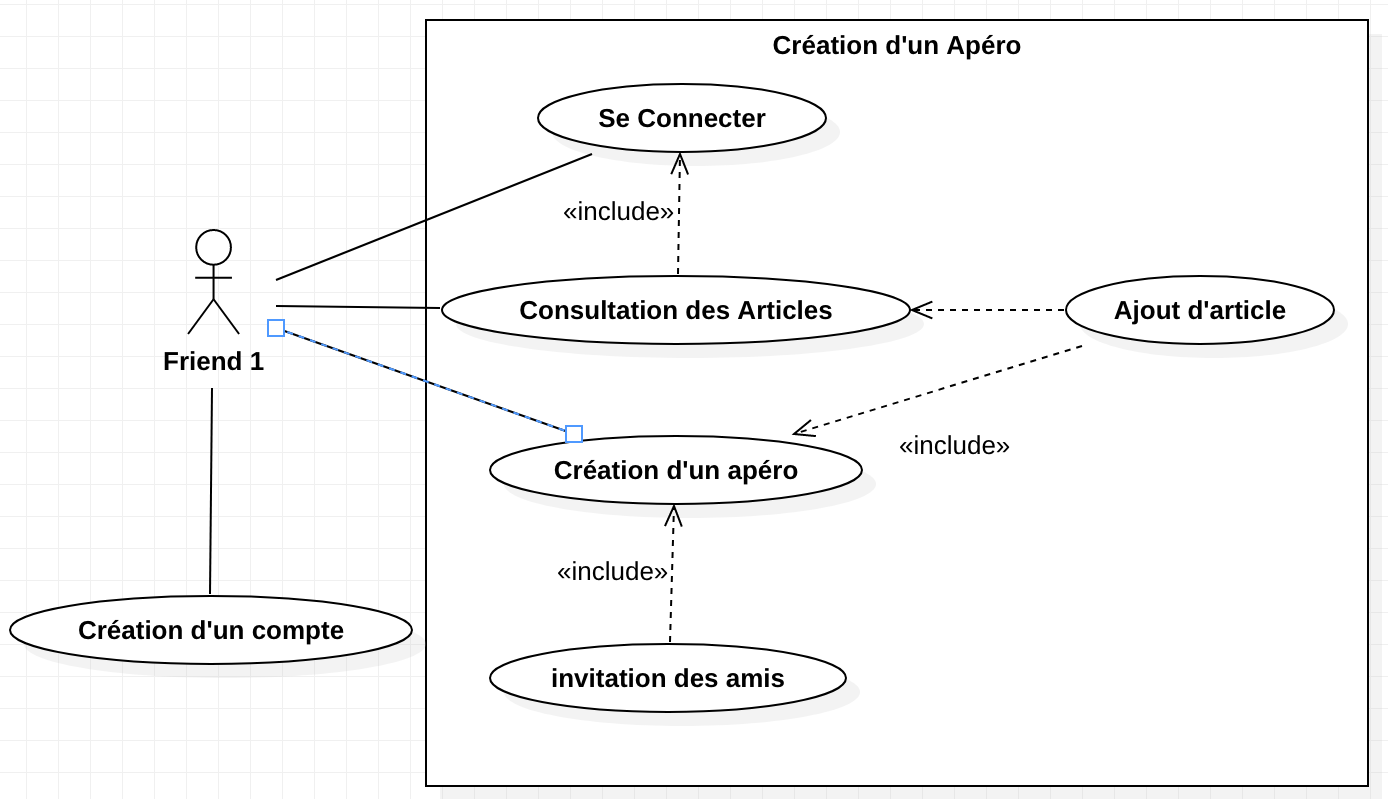 Création d'un Apéro
Se Connecter
«include»
Consultation des Articles
Ajout d'article
Friend 1
«include»
Création d'un apéro
«include»
Création d'un compte
invitation des amis